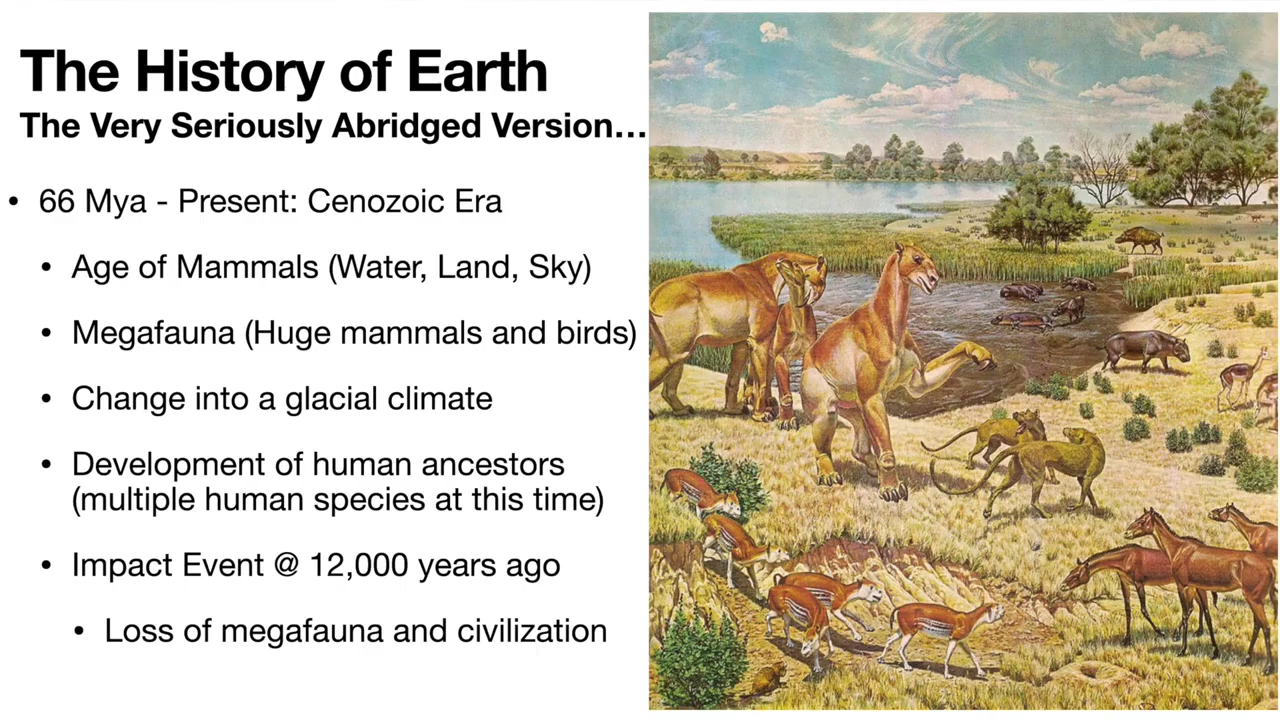 The History of Earth
The Very Seriously Abridged Version...
• 66 Mya - Present: Cenozoic Era
• Age of Mammals (Water, Land, Sky)
• Megafauna (Huge mammals and birds)
• Change into a glacial climate
• Development of human ancestors
(multiple human species at this time)
• Impact Event @ 12,000 years ago
• Loss of megafauna and civilization